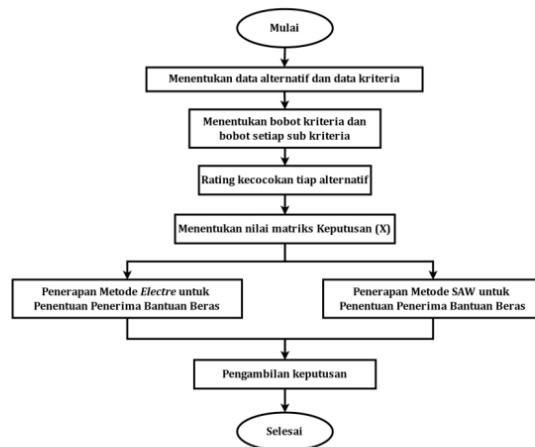 Mulai
Menentukan data alternatif dan data kriteria
Menentukan bobot kriteria dan
bobot setiap sub kriteria
Rating kecocokan tiap alternatif
Menentukan nilai matriks Keputusan (X)
Penerapan Metode Electre untuk
Penentuan Penerima Bantuan Beras
Penerapan Metode SAW untuk
Penentuan Penerima Bantuan Beras
Pengambilan keputusan
Selesai